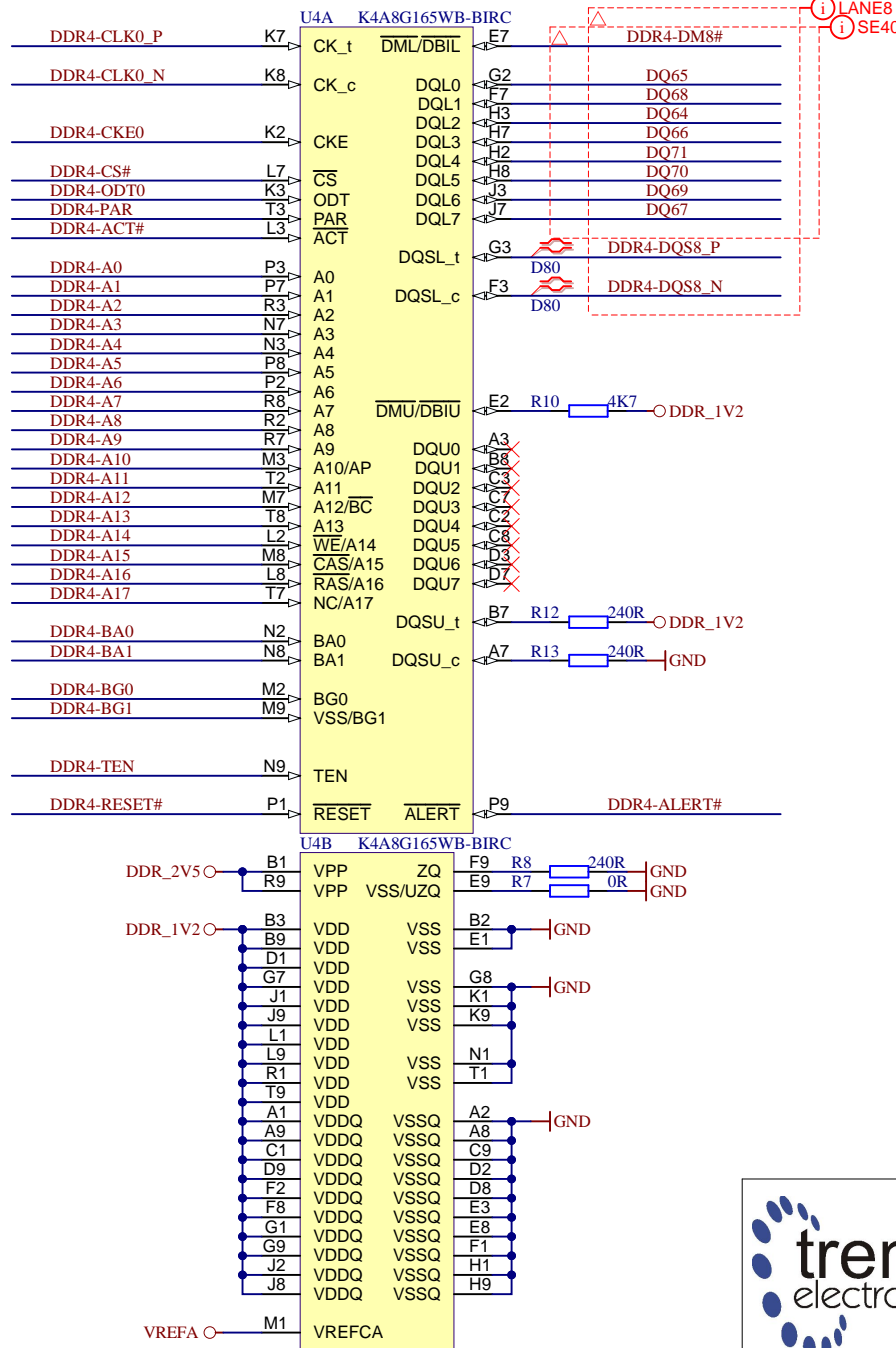 U4A K4A8G165WB-BIRC LANE8
SE40
DDR4-CLK0_P K7 CK_t DML/DBIL E7 DDR4-DM8#
DDR4-CLK0_N K8 CK_c DQL0 G2 DQ65
DQL1 F7 DQ68
DQL2 H3 DQ64
DDR4-CKE0 K2 CKE DQL3 H7 DQ66
DQL4 H2 DQ71
DDR4-CS# L7 CS DQL5 H8 DQ70
DDR4-ODT0 K3 ODT DQL6 J3 DQ69
DDR4-PAR T3 PAR DQL7 J7 DQ67
DDR4-ACT# L3 ACT
DQSL_t G3 D80 DDR4-DQS8_P
DDR4-A0 P3 A0
DDR4-A1 P7 A1 DQSL_c F3 D80 DDR4-DQS8_N
DDR4-A2 R3 A2
DDR4-A3 N7 A3
DDR4-A4 N3 A4
DDR4-A5 P8 A5
DDR4-A6 P2 A6
DDR4-A7 R8 A7 DMU/DBIU E2 R10 4K7 DDR_1V2
DDR4-A8 R2 A8
DDR4-A9 R7 A9 DQU0 A3
DDR4-A10 M3 A10/AP DQU1 B8
DDR4-A11 T2 A11 DQU2 C3
DDR4-A12 M7 A12/BC DQU3 C7
DDR4-A13 T8 A13 DQU4 C2
DDR4-A14 L2 WE/A14 DQU5 C8
DDR4-A15 M8 CAS/A15 DQU6 D3
DDR4-A16 L8 RAS/A16 DQU7 D7
DDR4-A17 T7 NC/A17
DQSU_t B7 R12 240R DDR_1V2
DDR4-BA0 N2 BA0
DDR4-BA1 N8 BA1 DQSU_c A7 R13 240R GND
DDR4-BG0 M2 BG0
DDR4-BG1 M9 VSS/BG1
DDR4-TEN N9 TEN
DDR4-RESET# P1 RESET ALERT P9 DDR4-ALERT#
U4B K4A8G165WB-BIRC
DDR_2V5 B1 VPP ZQ F9 R8 240R GND
R9 VPP VSS/UZQ E9 R7 0R GND
DDR_1V2 B3 VDD VSS B2 GND
B9 VDD VSS E1
D1 VDD
G7 VDD VSS G8 GND
J1 VDD VSS K1
J9 VDD VSS K9
L1 VDD
L9 VDD VSS N1
R1 VDD VSS T1
T9 VDD
A1 VDDQ VSSQ A2 GND
A9 VDDQ VSSQ A8
C1 VDDQ VSSQ C9
D9 VDDQ VSSQ D2
F2 VDDQ VSSQ D8
F8 VDDQ VSSQ E3
G1 VDDQ VSSQ E8
G9 VDDQ VSSQ F1
J2 VDDQ VSSQ H1
J8 VDDQ VSSQ H9
VREFA M1 VREFCA
tren
electro